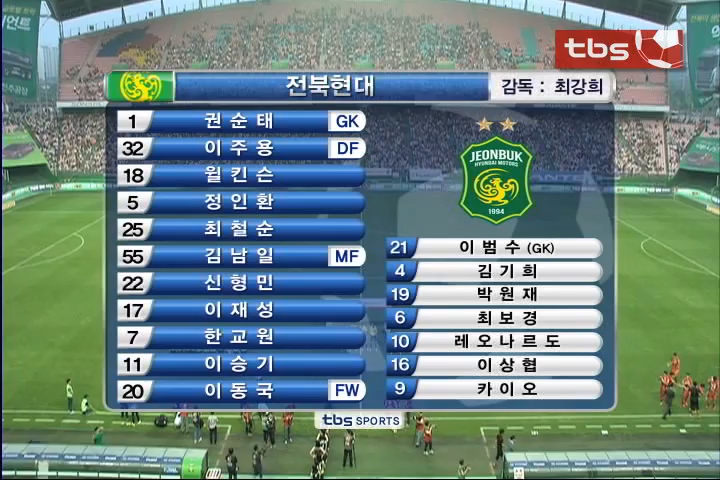 tbs
전북현대
감독 : 최강희
1 권순태 GK
32 이주용 DF
18 윌킨슨
5 정인환
25 최철순
55 김남일 MF
22 신형민
17 이재성
7 한교원
11 이승기
20 이동국 FW
JEONBUK
HYUNDAI MOTORS
1994
21 이범수 (GK)
4 김기희
19 박원재
6 최보경
10 레오나르도
16 이상협
9 카이오
tbs SPORTS